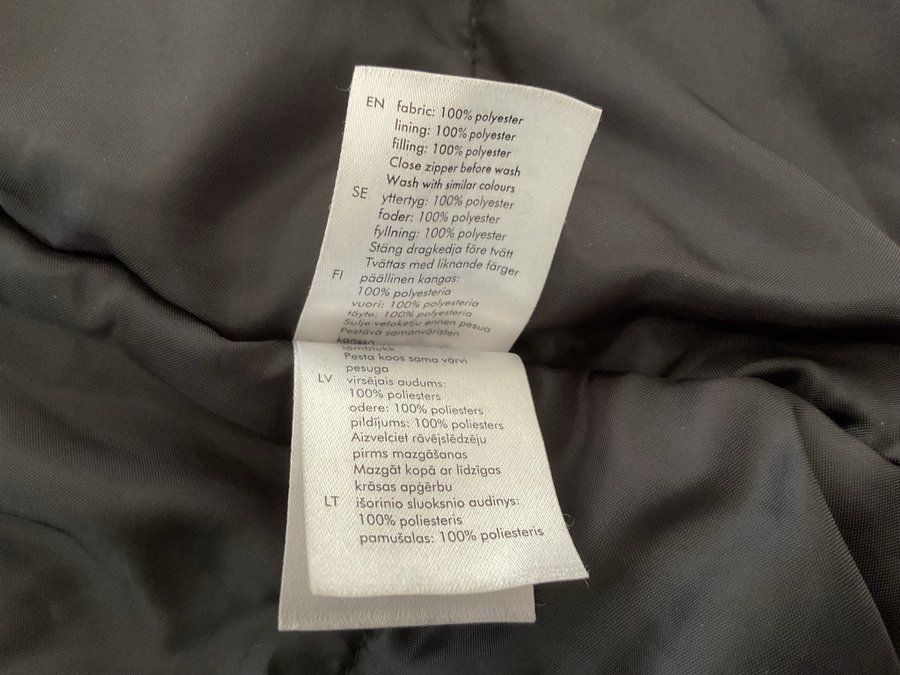 EN fabric: 100% polyester
lining: 100% polyester
filling: 100% polyester
Close zipper before wash
Wash with similar colours
SE yttertyg: 100% polyester
foder: 100% polyester
fyllning: 100% polyester
Stäng dragkedja före tvätt
Tvättas med liknande färger
FI päällinen kangas:
100% polyesteria
vuori: 100% polyesteria
täyte: 100% polyesteria
Sulje vetoketju ennen pesua
Pestävä samanväristen
kanssa
tõmblukk
Pesta koos sama värvi
pesuga
LV virsējais audums:
100% poliesters
odere: 100% poliesters
pildījums: 100% poliesters
Aizvelciet rāvējslēdzēju
pirms mazgāšanas
Mazgāt kopā ar līdzīgas
krāsas apģērbu
LT išorinio sluoksnio audinys:
100% poliesteris
pamušalas: 100% poliesteris